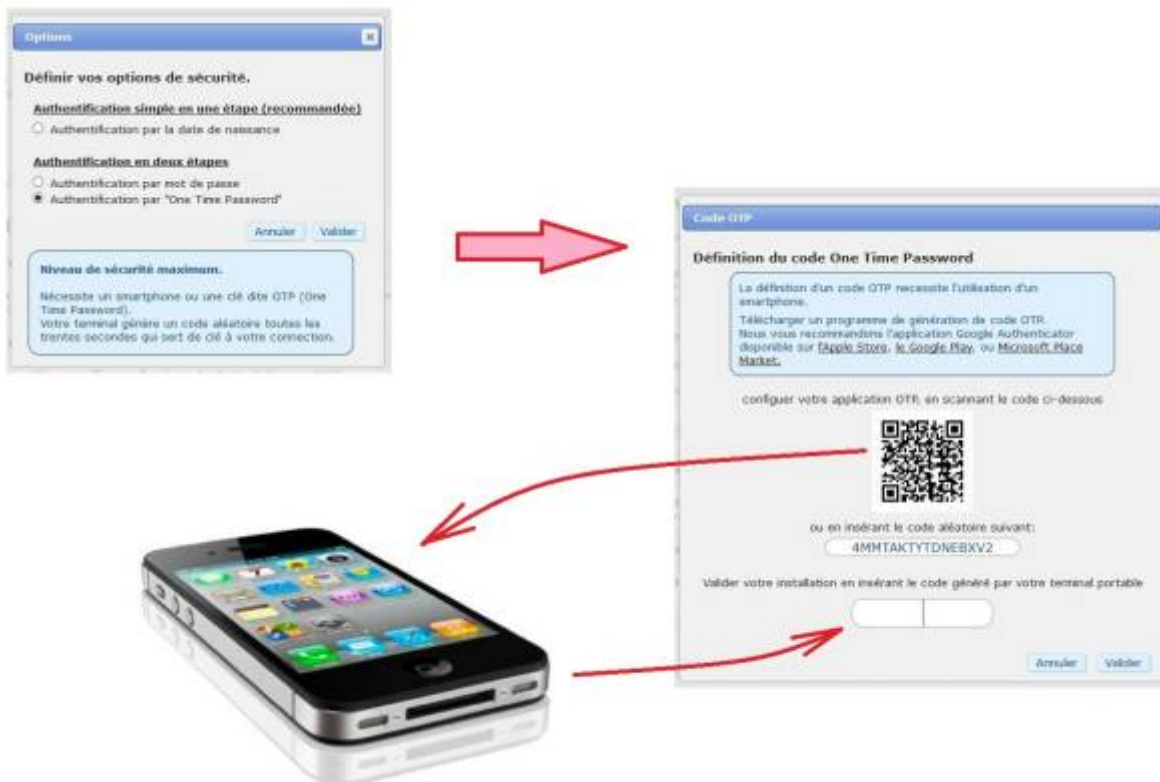 Options
Définir vos options de sécurité.
Authentification simple en une étape (recommandée)
Authentification par la date de naissance
Authentification en deux étapes
Authentification par mot de passe
Authentification par "One Time Password"
Annuler Valider
Niveau de sécurité maximum.
Nécessite un smartphone ou une clé dite OTP (One
Time Password).
Votre terminal génère un code aléatoire toutes les
trentes secondes qui sert de clé à votre connection.
Code OTP
Définition du code One Time Password
La définition d'un code OTP necessite l'utilisation d'un
smartphone.
Télécharger un programme de génération de code OTP.
Nous vous recommandons l'application Google Authenticator
disponible sur l'Apple Store, le Google Play, ou Microsoft Place
Market.
configuer votre application OTP, en scannant le code ci-dessous
ou en insérant le code aléatoire suivant:
4MMTAKTYTDNEBXV2
Valider votre installation en insérant le code généré par votre terminal portable
Annuler Valider